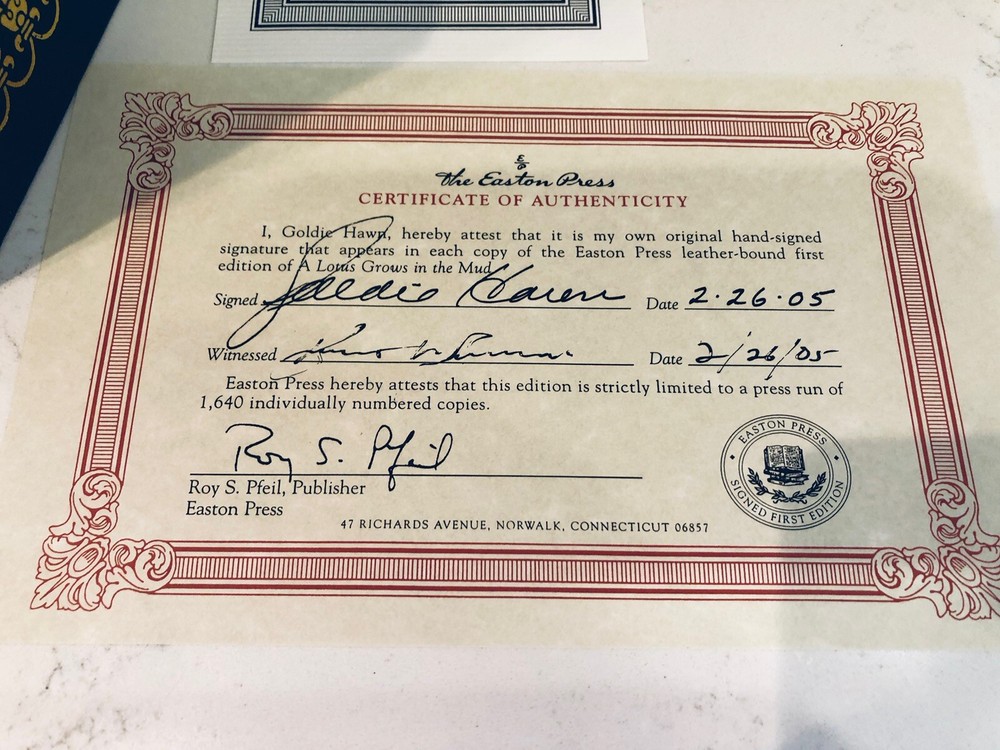 E
P
The Easton Press
CERTIFICATE OF AUTHENTICITY
I, Goldie Hawn, hereby attest that it is my own original hand-signed
signature that appears in each copy of the Easton Press leather-bound first
edition of A Lotus Grows in the Mud
Signed Goldie Hawn Date 2·26·05
Witnessed Date 2/26/05
Easton Press hereby attests that this edition is strictly limited to a press run of
1,640 individually numbered copies.
Roy S. Pfeil
Roy S. Pfeil, Publisher
Easton Press
47 RICHARDS AVENUE, NORWALK, CONNECTICUT 06857
EASTON PRESS
SIGNED FIRST EDITION